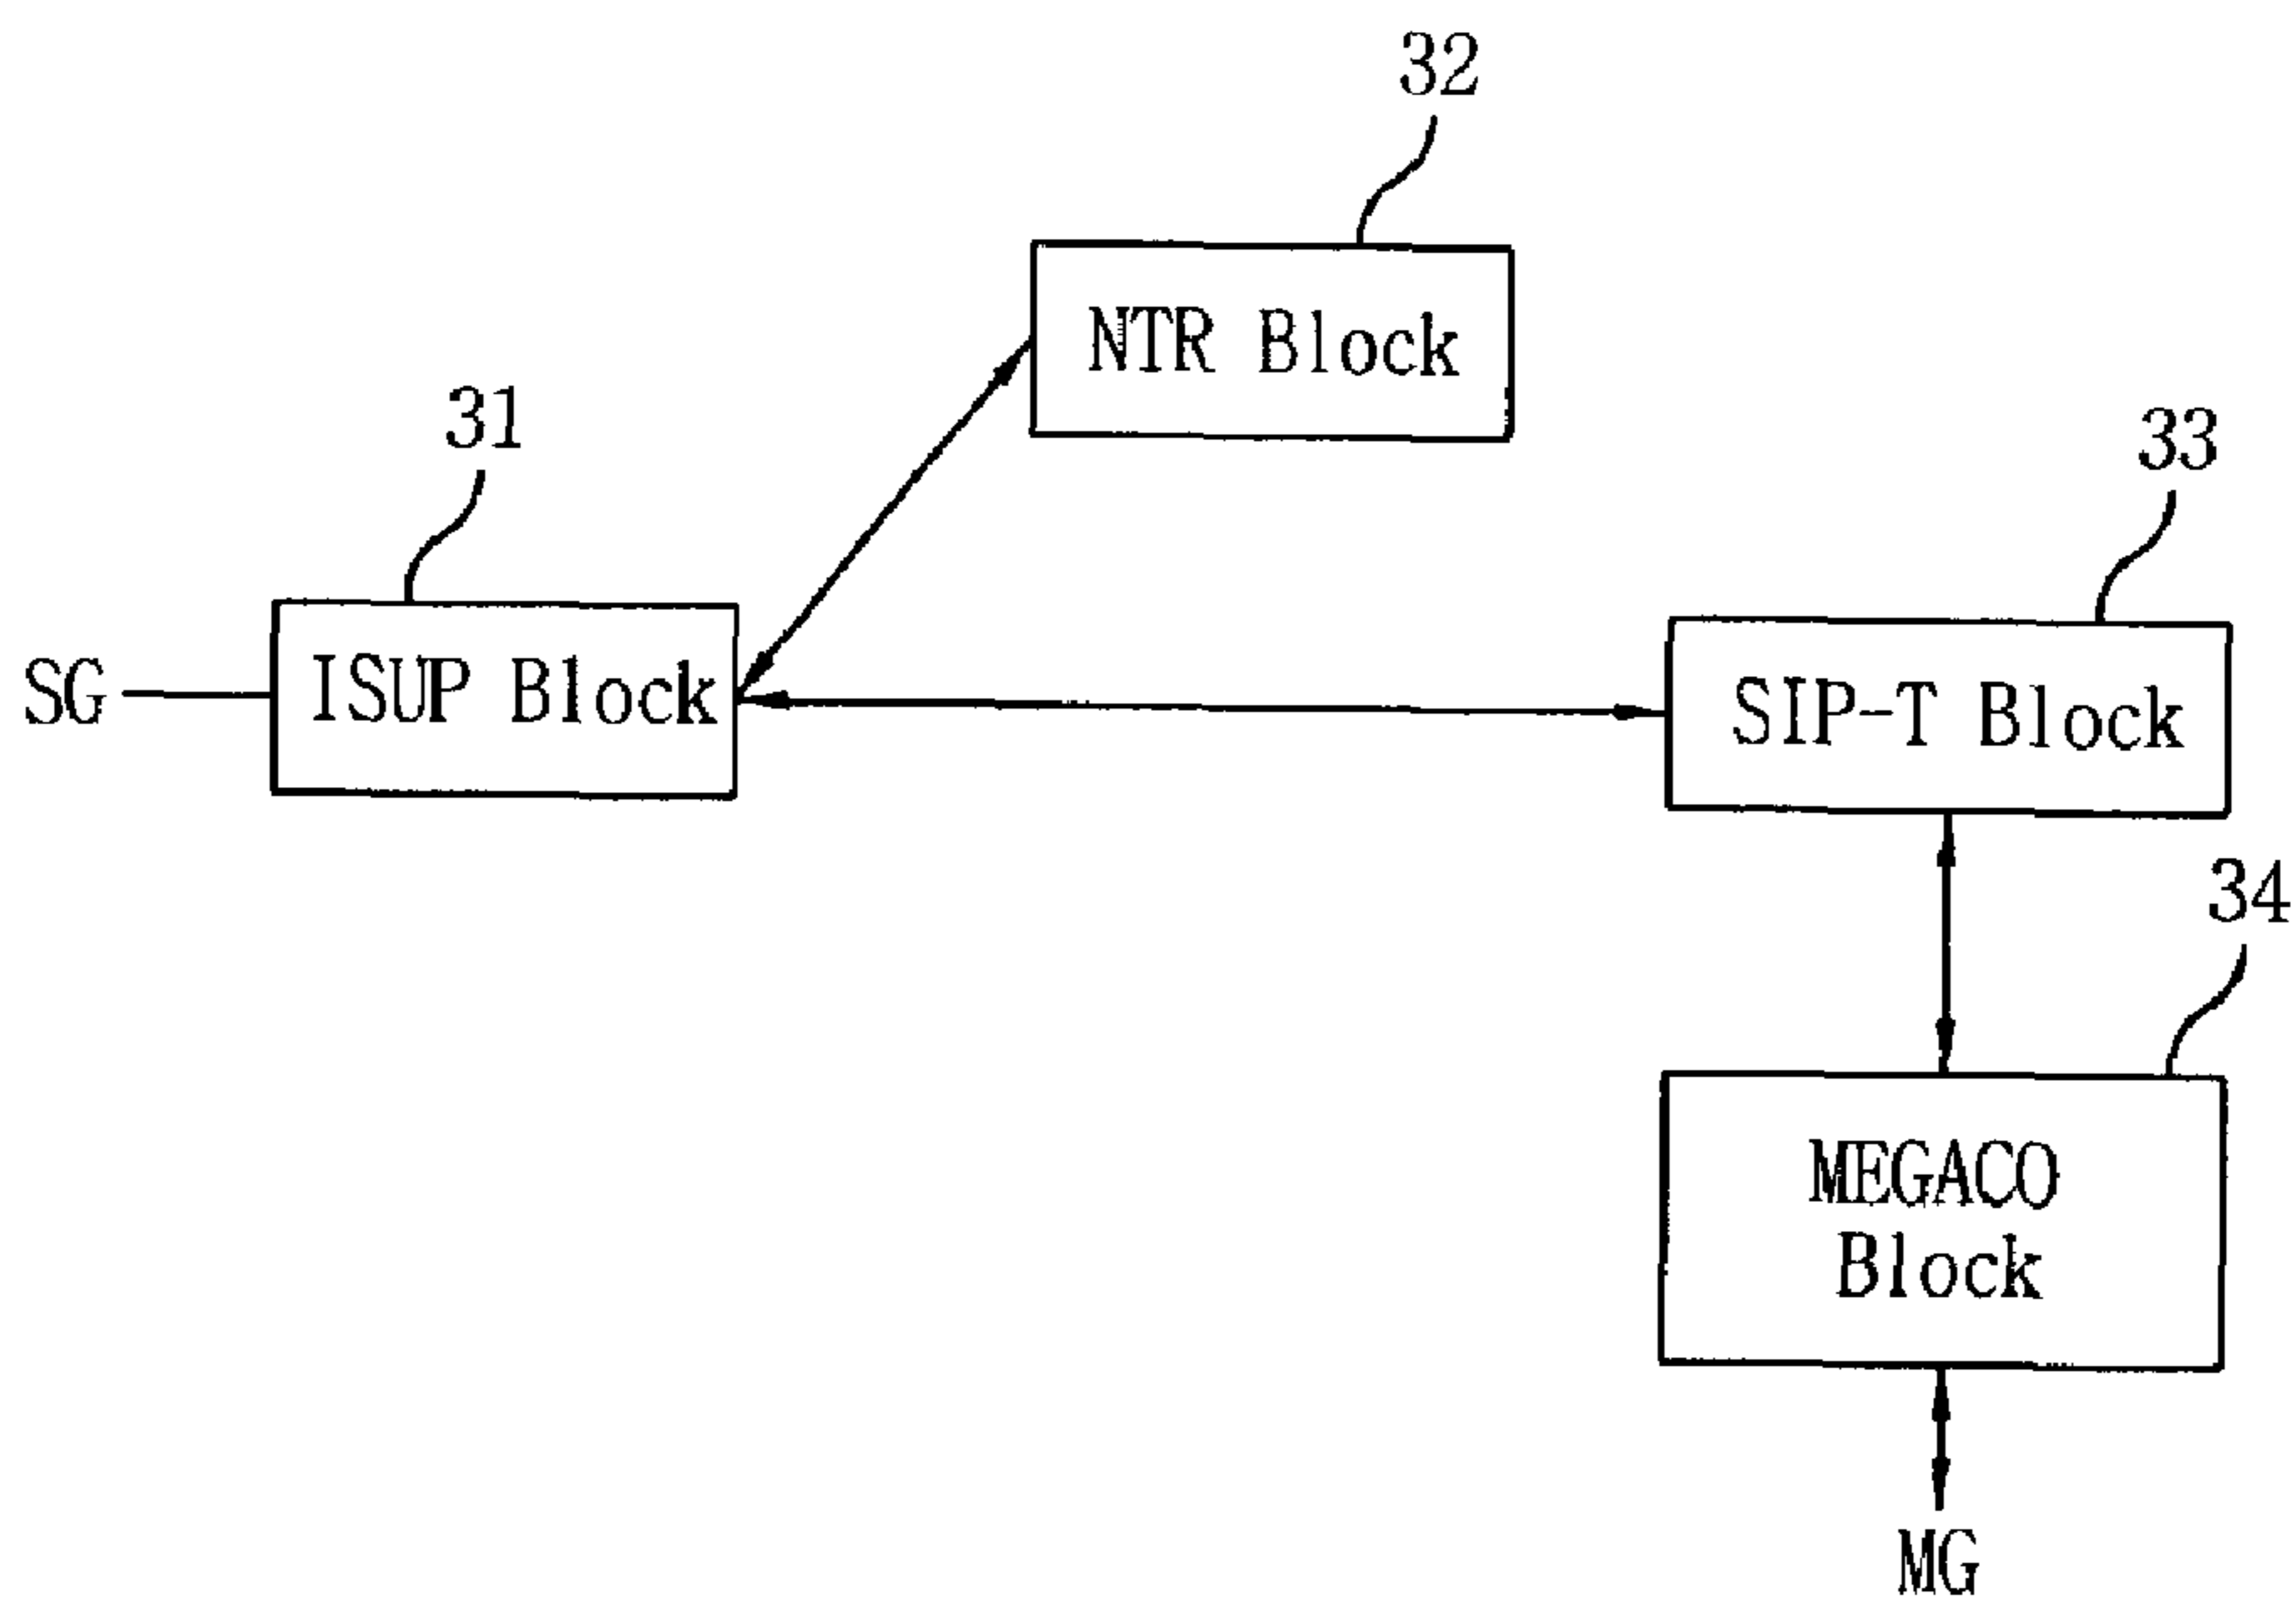 32
NTR Block
31
33
SG
ISUP Block
SIP-T Block
34
MEGACO
Block
MG